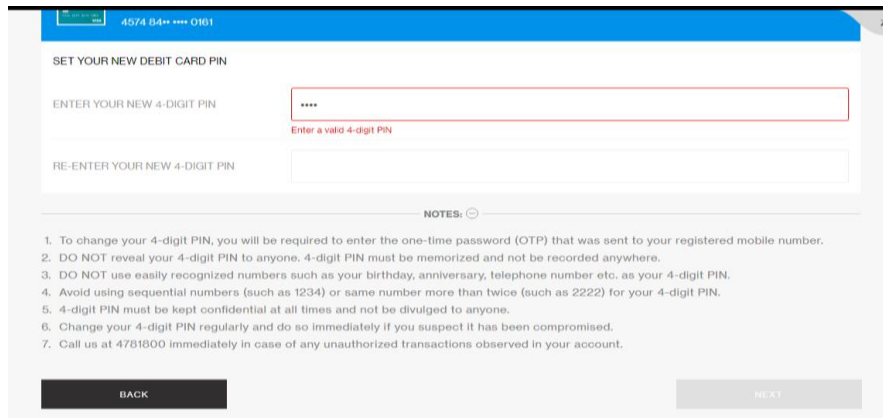 4574 84•• •••• 0161
SET YOUR NEW DEBIT CARD PIN
ENTER YOUR NEW 4-DIGIT PIN
••••
Enter a valid 4-digit PIN
RE-ENTER YOUR NEW 4-DIGIT PIN
NOTES:
1. To change your 4-digit PIN, you will be required to enter the one-time password (OTP) that was sent to your registered mobile number.
2. DO NOT reveal your 4-digit PIN to anyone. 4-digit PIN must be memorized and not be recorded anywhere.
3. DO NOT use easily recognized numbers such as your birthday, anniversary, telephone number etc. as your 4-digit PIN.
4. Avoid using sequential numbers (such as 1234) or same number more than twice (such as 2222) for your 4-digit PIN.
5. 4-digit PIN must be kept confidential at all times and not be divulged to anyone.
6. Change your 4-digit PIN regularly and do so immediately if you suspect it has been compromised.
7. Call us at 4781800 immediately in case of any unauthorized transactions observed in your account.
BACK
NEXT